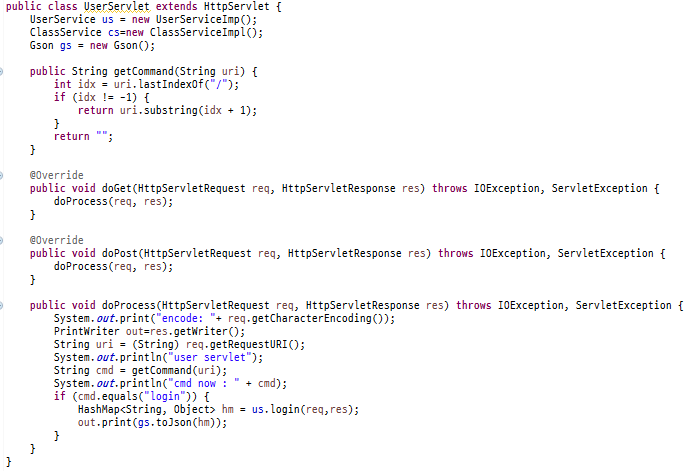 public class UserServlet extends HttpServlet {
    UserService us = new UserServiceImp();
    ClassService cs=new ClassServiceImpl();
    Gson gs = new Gson();
    public String getCommand(String uri) {
        int idx = uri.lastIndexOf("/");
        if (idx != -1) {
            return uri.substring(idx + 1);
        }
        return "";
    }
    @Override
    public void doGet(HttpServletRequest req, HttpServletResponse res) throws IOException, ServletException {
        doProcess(req, res);
    }
    @Override
    public void doPost(HttpServletRequest req, HttpServletResponse res) throws IOException, ServletException {
        doProcess(req, res);
    }
    public void doProcess(HttpServletRequest req, HttpServletResponse res) throws IOException, ServletException {
        System.out.print("encode: "+ req.getCharacterEncoding());
        PrintWriter out=res.getWriter();
        String uri = (String) req.getRequestURI();
        System.out.println("user servlet");
        String cmd = getCommand(uri);
        System.out.println("cmd now : " + cmd);
        if (cmd.equals("login")) {
            HashMap<String, Object> hm = us.login(req,res);
            out.print(gs.toJson(hm));
        }
    }
}